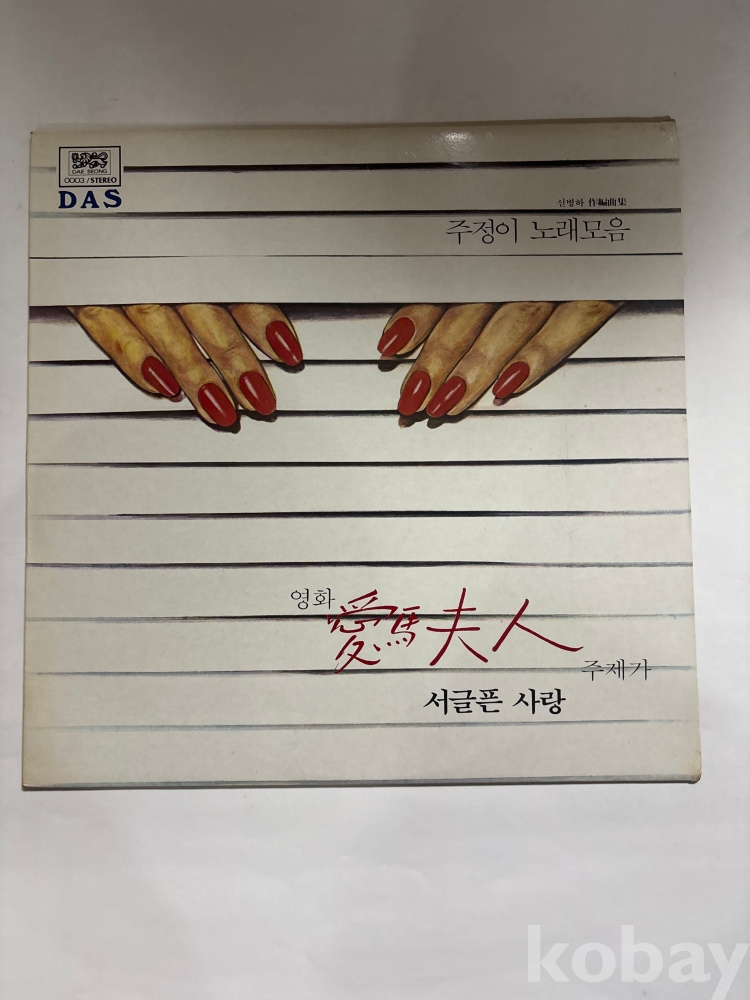 DAE SEONG
0003 / STEREO
DAS
신병하 作編曲集
주정이 노래모음
영화
愛馬夫人
주제가
서글픈 사랑
kobay